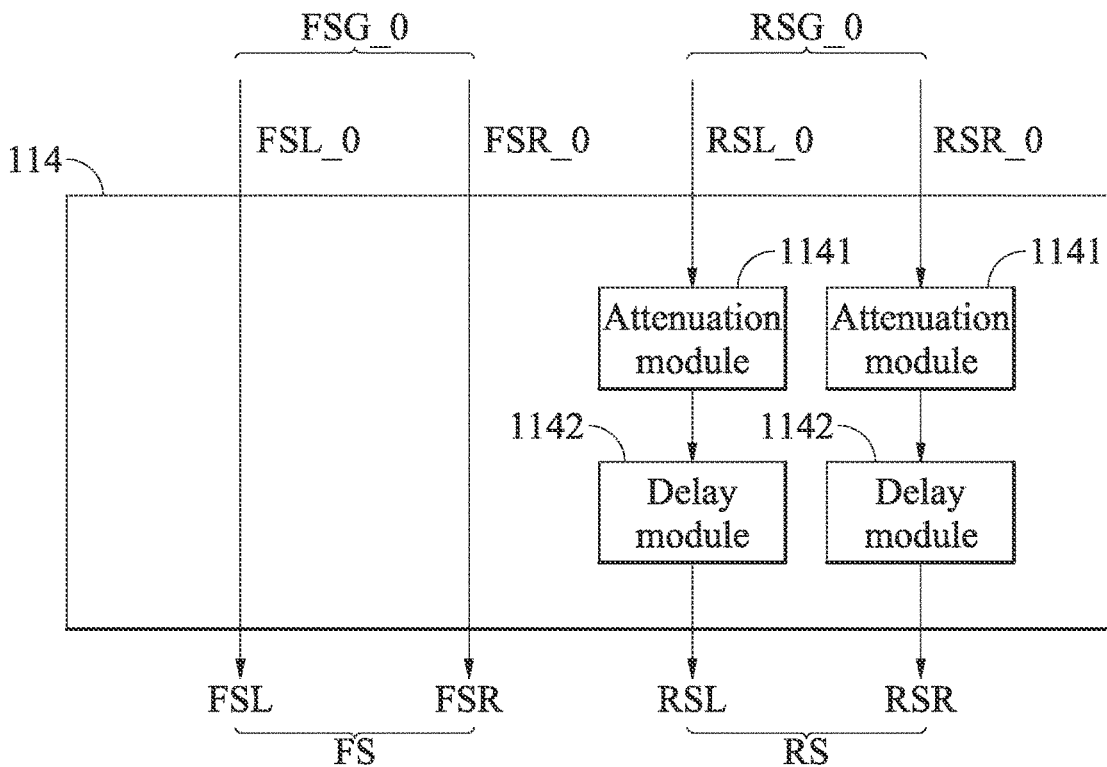 FSG_0 RSG_0
FSL_0 FSR_0 RSL_0 RSR_0
114
1141 1141
Attenuation module
Attenuation module
1142 1142
Delay module
Delay module
FSL FSR RSL RSR
FS RS